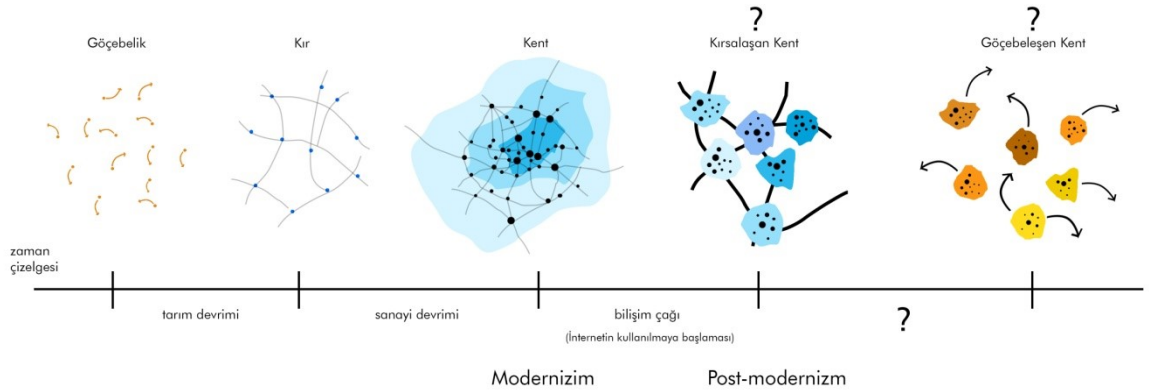 ?
?
Göçebelik
Kır
Kent
Kırsalaşan Kent
Göçebeleşen Kent
zaman
çizelgesi
tarım devrimi
sanayi devrimi
bilişim çağı
(İnternetin kullanılmaya başlaması)
?
Modernizim
Post-modernizm